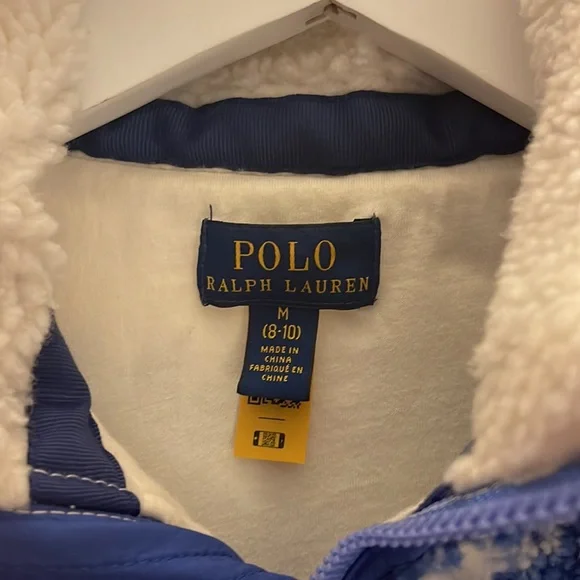 POLO
RALPH LAUREN
M
(8-10)
MADE IN
CHINA
FABRIQUÉ EN
CHINE